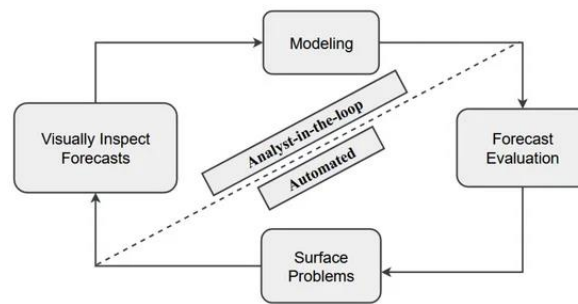 Modeling
Analyst-in-the-loop
Automated
Visually Inspect
Forecasts
Forecast
Evaluation
Surface
Problems